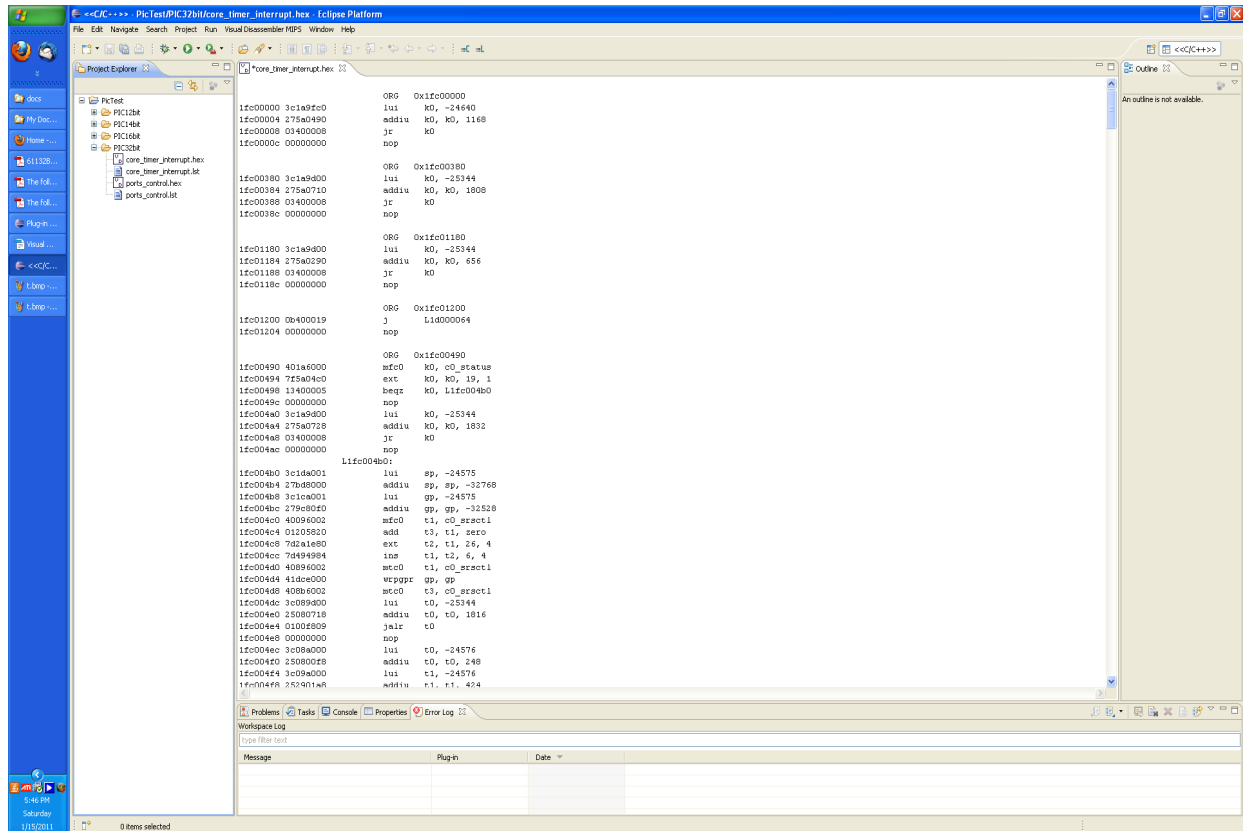 <<C/C++>> - PicTest/PIC32bit/core_timer_interrupt.hex - Eclipse Platform
File Edit Navigate Search Project Run Visual Disassembler MIPS Window Help
<<C/C++>>
Project Explorer
*core_timer_interrupt.hex
Outline
An outline is not available.
docs
My Doc...
Home -...
61132B...
The foll...
The foll...
Plug-in ...
Visual ...
<<C/C...
t.bmp -...
t.bmp -...
5:46 PM
Saturday
1/15/2011
PicTest
PIC12bit
PIC14bit
PIC16bit
PIC32bit
core_timer_interrupt.hex
core_timer_interrupt.lst
ports_control.hex
ports_control.lst
ORG 0x1fc00000
1fc00000 3c1a9fc0 lui k0, -24640
1fc00004 275a0490 addiu k0, k0, 1168
1fc00008 03400008 jr k0
1fc0000c 00000000 nop
ORG 0x1fc00380
1fc00380 3c1a9d00 lui k0, -25344
1fc00384 275a0710 addiu k0, k0, 1808
1fc00388 03400008 jr k0
1fc0038c 00000000 nop
ORG 0x1fc01180
1fc01180 3c1a9d00 lui k0, -25344
1fc01184 275a0290 addiu k0, k0, 656
1fc01188 03400008 jr k0
1fc0118c 00000000 nop
ORG 0x1fc01200
1fc01200 0b400019 j L1d000064
1fc01204 00000000 nop
ORG 0x1fc00490
1fc00490 401a6000 mfc0 k0, c0_status
1fc00494 7f5a04c0 ext k0, k0, 19, 1
1fc00498 13400005 beqz k0, L1fc004b0
1fc0049c 00000000 nop
1fc004a0 3c1a9d00 lui k0, -25344
1fc004a4 275a0728 addiu k0, k0, 1832
1fc004a8 03400008 jr k0
1fc004ac 00000000 nop
L1fc004b0:
1fc004b0 3c1da001 lui sp, -24575
1fc004b4 27bd8000 addiu sp, sp, -32768
1fc004b8 3c1ca001 lui gp, -24575
1fc004bc 279c80f0 addiu gp, gp, -32528
1fc004c0 40096002 mfc0 t1, c0_srsctl
1fc004c4 01205820 add t3, t1, zero
1fc004c8 7d2a1e80 ext t2, t1, 26, 4
1fc004cc 7d494984 ins t1, t2, 6, 4
1fc004d0 40896002 mtc0 t1, c0_srsctl
1fc004d4 41dce000 wrpgpr gp, gp
1fc004d8 408b6002 mtc0 t3, c0_srsctl
1fc004dc 3c089d00 lui t0, -25344
1fc004e0 25080718 addiu t0, t0, 1816
1fc004e4 0100f809 jalr t0
1fc004e8 00000000 nop
1fc004ec 3c08a000 lui t0, -24576
1fc004f0 250800f8 addiu t0, t0, 248
1fc004f4 3c09a000 lui t1, -24576
1fc004f8 252901a8 addiu t1, t1, 424
Problems Tasks Console Properties Error Log
Workspace Log
type filter text
Message Plug-in Date
0 items selected